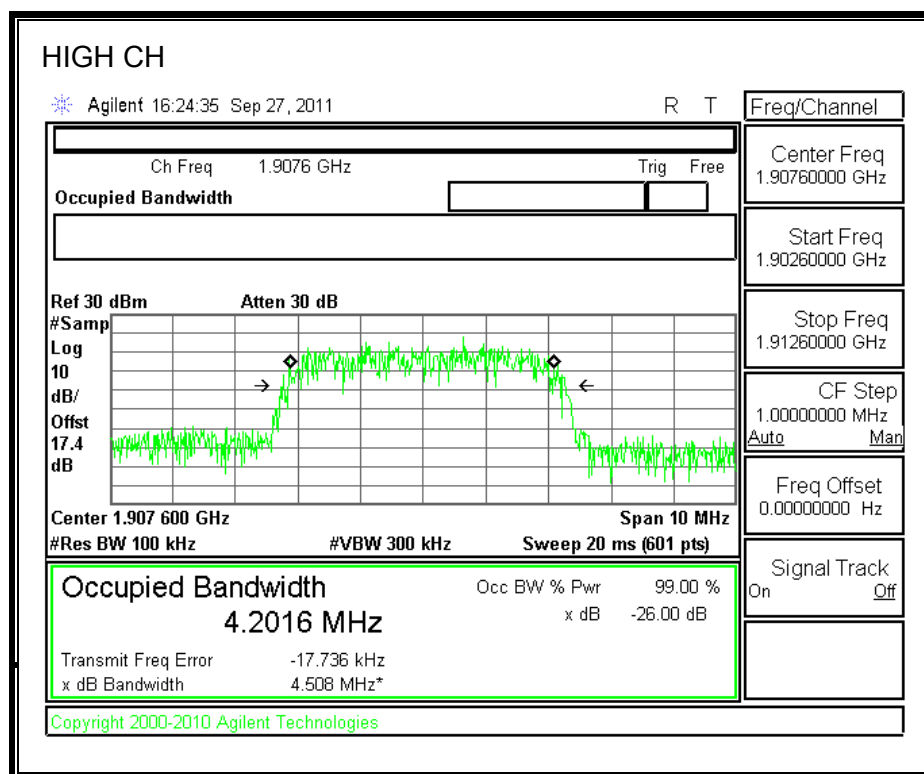 HIGH CH
Agilent 16:24:35 Sep 27, 2011 R T
Ch Freq 1.9076 GHz Trig Free
Occupied Bandwidth
Ref 30 dBm Atten 30 dB
#Samp
Log
10
dB/
Offst
17.4
dB
Center 1.907 600 GHz Span 10 MHz
#Res BW 100 kHz #VBW 300 kHz Sweep 20 ms (601 pts)
Occupied Bandwidth Occ BW % Pwr 99.00 %
4.2016 MHz x dB -26.00 dB
Transmit Freq Error -17.736 kHz
x dB Bandwidth 4.508 MHz*
Copyright 2000-2010 Agilent Technologies
Freq/Channel
Center Freq
1.90760000 GHz
Start Freq
1.90260000 GHz
Stop Freq
1.91260000 GHz
CF Step
1.00000000 MHz
Auto Man
Freq Offset
0.00000000 Hz
Signal Track
On Off